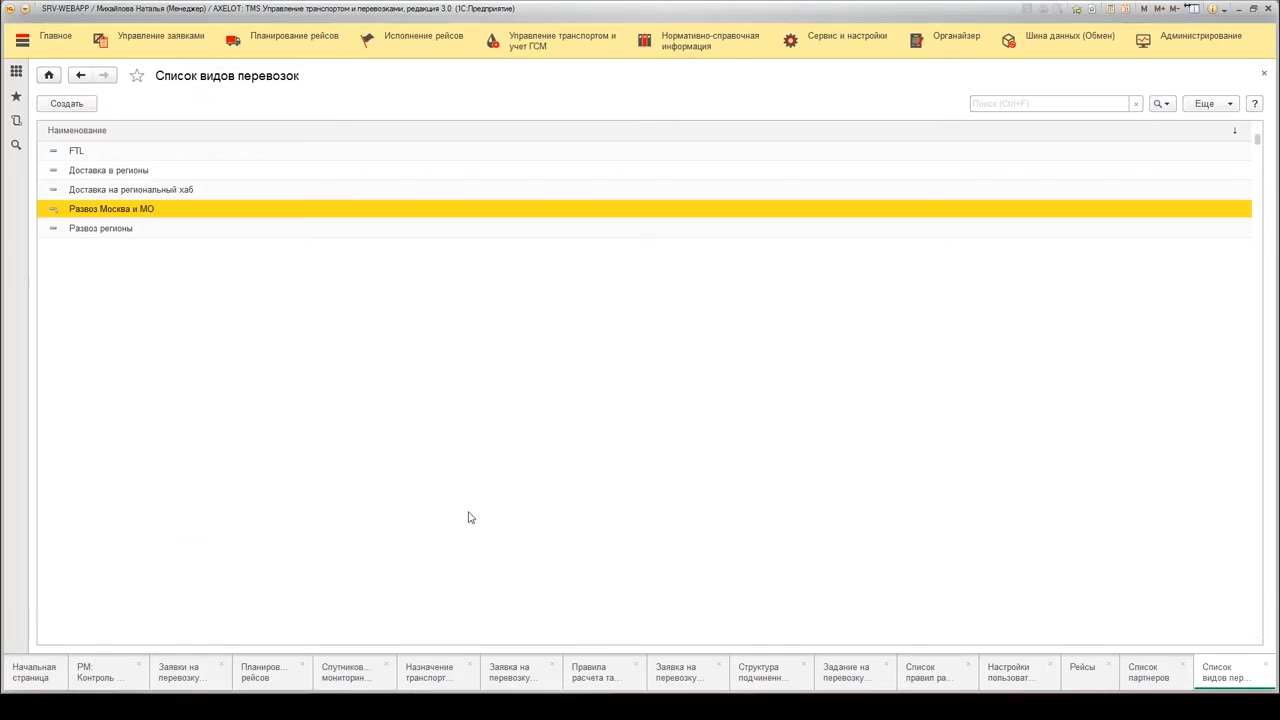 SRV-WEBAPP / Михайлова Наталья (Менеджер) / AXELOT: TMS Управление транспортом и перевозками, редакция 3.0 (1С:Предприятие)
M M+ M-
Главное
Управление заявками
Планирование рейсов
Исполнение рейсов
Управление транспортом и
учет ГСМ
Нормативно-справочная
информация
Сервис и настройки
Органайзер
Шина данных (Обмен)
Администрирование
Список видов перевозок
Создать
Поиск (Ctrl+F)
Еще
?
Наименование
FTL
Доставка в регионы
Доставка на региональный хаб
Развоз Москва и МО
Развоз регионы
Начальная
страница
РМ:
Контроль ...
Заявки на
перевозку...
Планиров...
рейсов
Спутников...
мониторин...
Назначение
транспорт...
Заявка на
перевозку...
Правила
расчета та...
Заявка на
перевозку...
Структура
подчиненн...
Задание на
перевозку...
Список
правил ра...
Настройки
пользоват...
Рейсы
Список
партнеров
Список
видов пер...